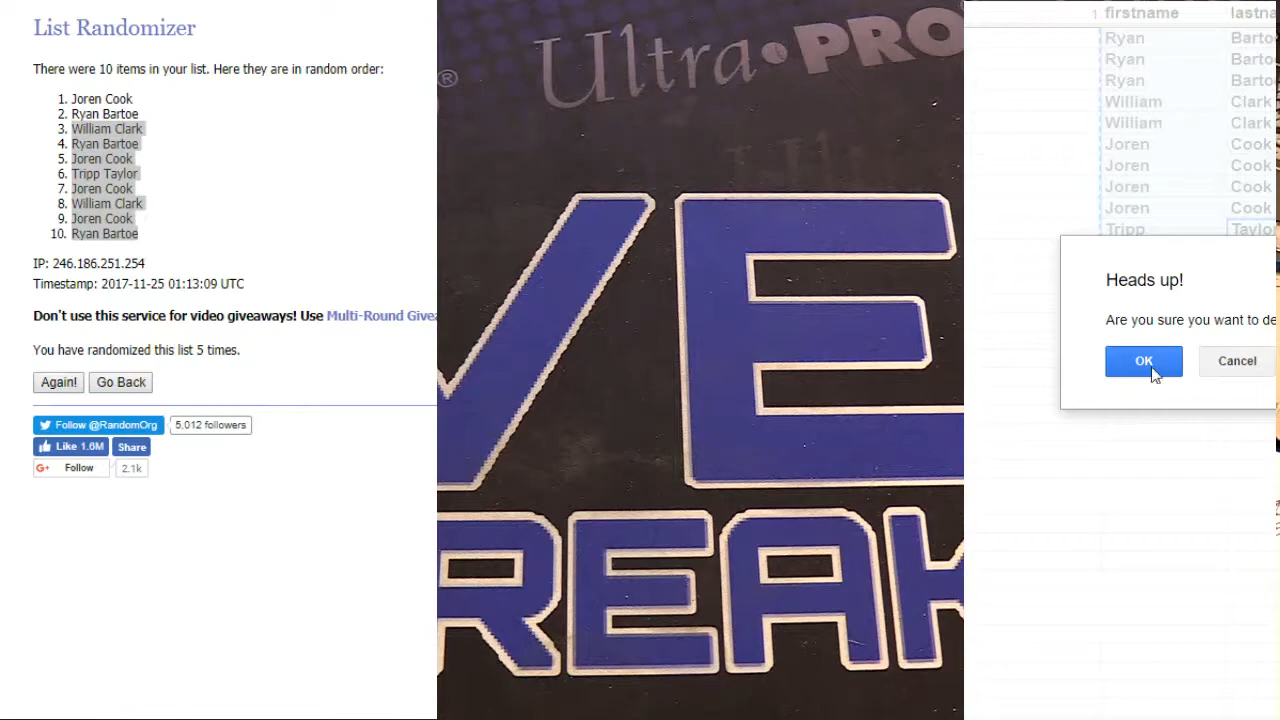 List Randomizer
There were 10 items in your list. Here they are in random order:
1. Joren Cook
2. Ryan Bartoe
3. William Clark
4. Ryan Bartoe
5. Joren Cook
6. Tripp Taylor
7. Joren Cook
8. William Clark
9. Joren Cook
10. Ryan Bartoe
IP: 246.186.251.254
Timestamp: 2017-11-25 01:13:09 UTC
Don't use this service for video giveaways! Use Multi-Round Givea
You have randomized this list 5 times.
Again! Go Back
Follow @RandomOrg 5,012 followers
Like 1.6M Share
G+ Follow 2.1k
®
Ultra•PRO
VE
REAK
1 firstname lastna
Ryan Barto
Ryan Barto
Ryan Barto
William Clark
William Clark
Joren Cook
Joren Cook
Joren Cook
Joren Cook
Tripp Taylo
Heads up!
Are you sure you want to de
OK Cancel